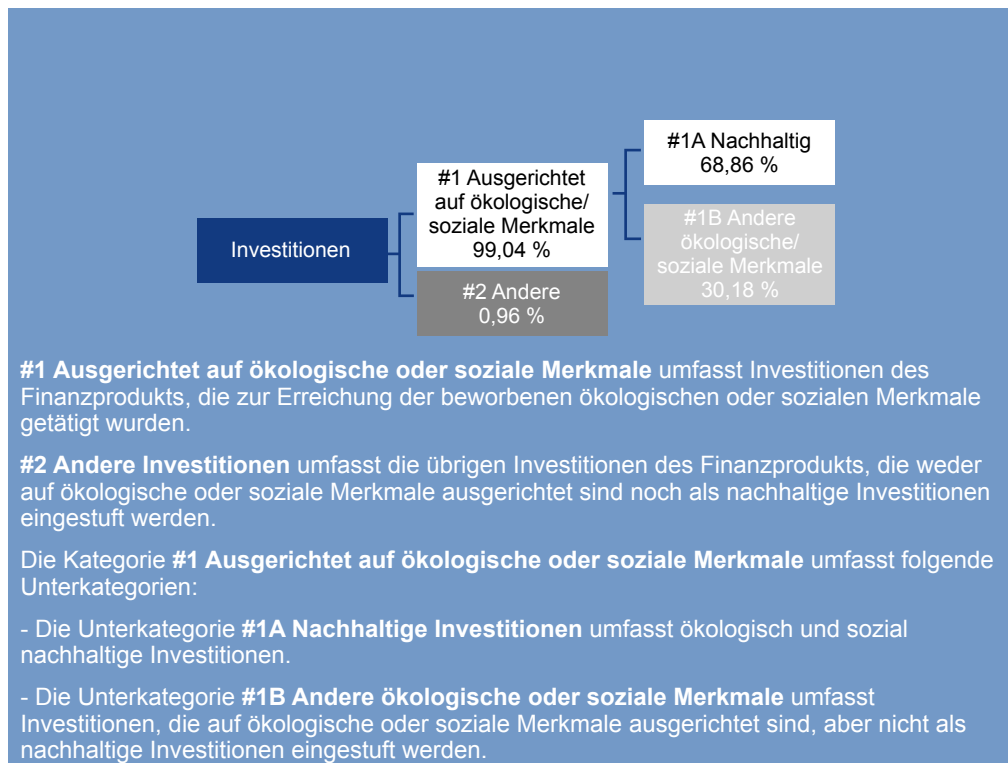 Investitionen
#1 Ausgerichtet
auf ökologische/
soziale Merkmale
99,04 %
#2 Andere
0,96 %
#1A Nachhaltig
68,86 %
#1B Andere
ökologische/
soziale Merkmale
30,18 %
#1 Ausgerichtet auf ökologische oder soziale Merkmale umfasst Investitionen des
Finanzprodukts, die zur Erreichung der beworbenen ökologischen oder sozialen Merkmale
getätigt wurden.
#2 Andere Investitionen umfasst die übrigen Investitionen des Finanzprodukts, die weder
auf ökologische oder soziale Merkmale ausgerichtet sind noch als nachhaltige Investitionen
eingestuft werden.
Die Kategorie #1 Ausgerichtet auf ökologische oder soziale Merkmale umfasst folgende
Unterkategorien:
- Die Unterkategorie #1A Nachhaltige Investitionen umfasst ökologisch und sozial
nachhaltige Investitionen.
- Die Unterkategorie #1B Andere ökologische oder soziale Merkmale umfasst
Investitionen, die auf ökologische oder soziale Merkmale ausgerichtet sind, aber nicht als
nachhaltige Investitionen eingestuft werden.